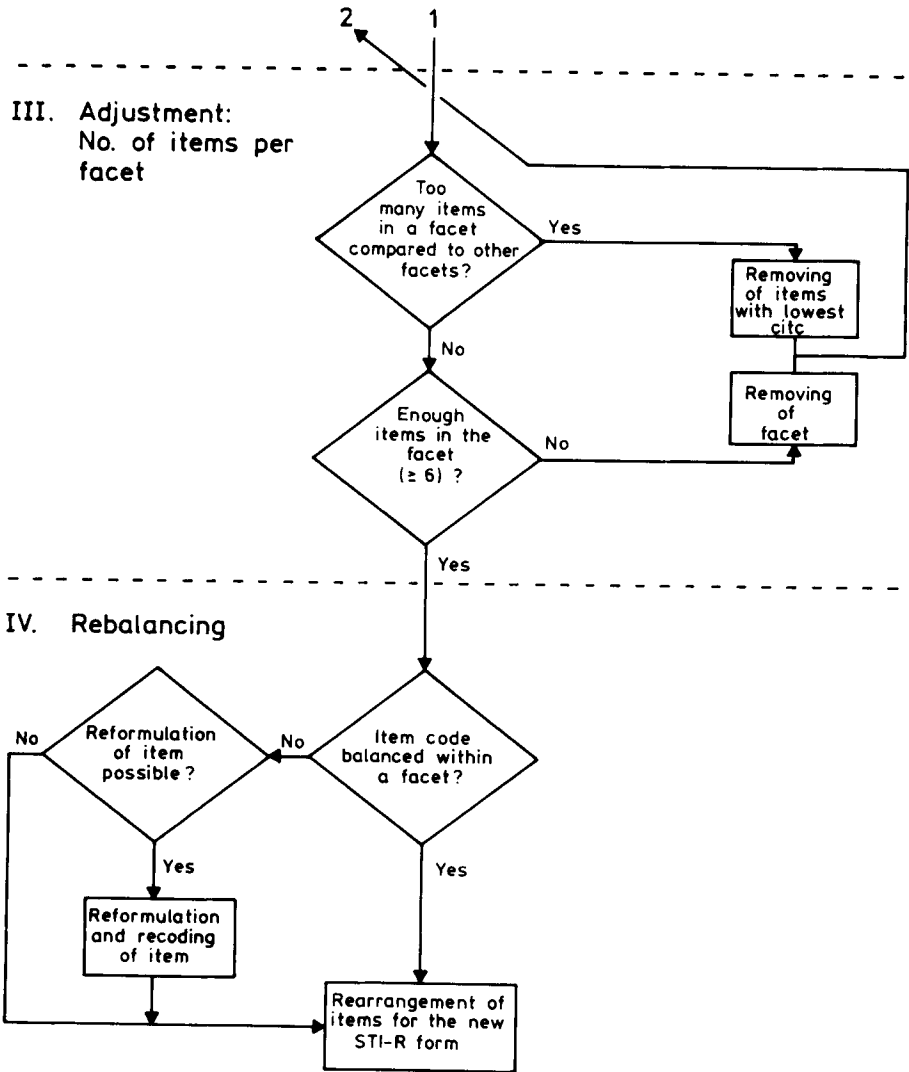 2 1
III. Adjustment:
No. of items per
facet
Too
many items
in a facet
compared to other
facets?
Yes
Removing
of items
with lowest
citc
No
Removing
of
facet
Enough
items in the
facet
(≥ 6) ?
No
Yes
IV. Rebalancing
No
Reformulation
of item
possible?
No
Item code
balanced within
a facet?
Yes
Yes
Reformulation
and recoding
of item
Rearrangement of
items for the new
STI-R form